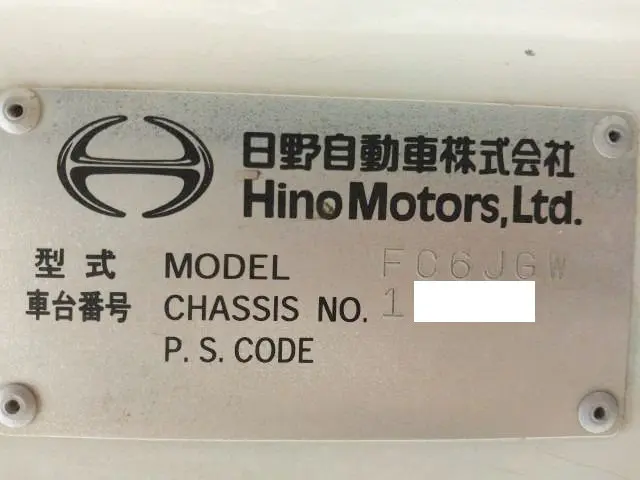 日野自動車株式会社
Hino Motors, Ltd.
型式 MODEL FC6JGW
車台番号 CHASSIS NO. 1
P.S. CODE